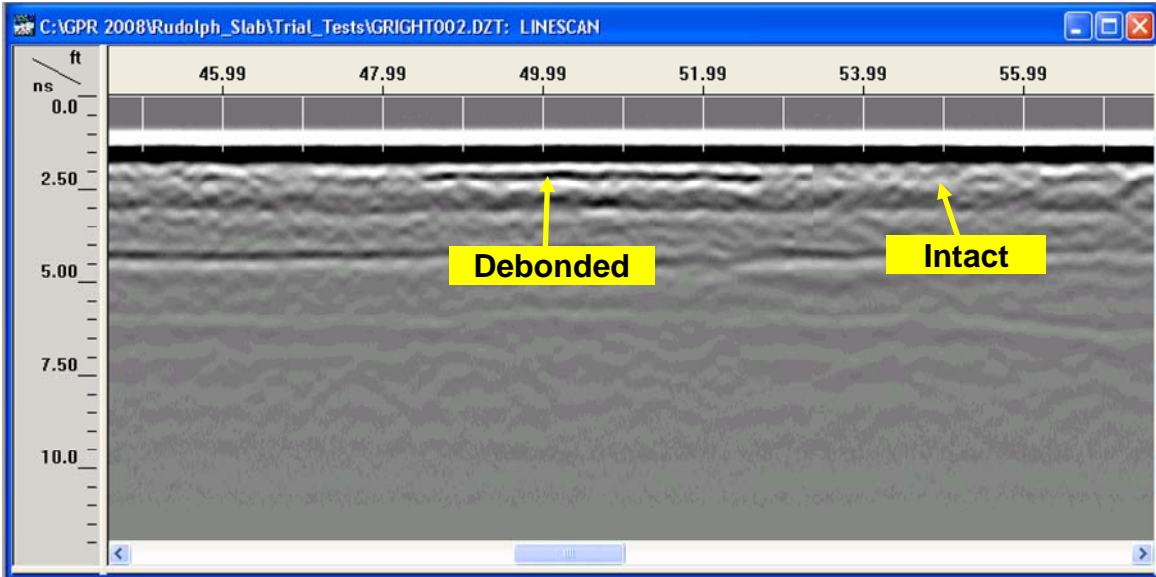 C:\GPR 2008\Rudolph_Slab\Trial_Tests\GRIGHT002.DZT: LINESCAN
ft
ns
45.99 47.99 49.99 51.99 53.99 55.99
0.0
2.50
5.00
7.50
10.0
Debonded
Intact